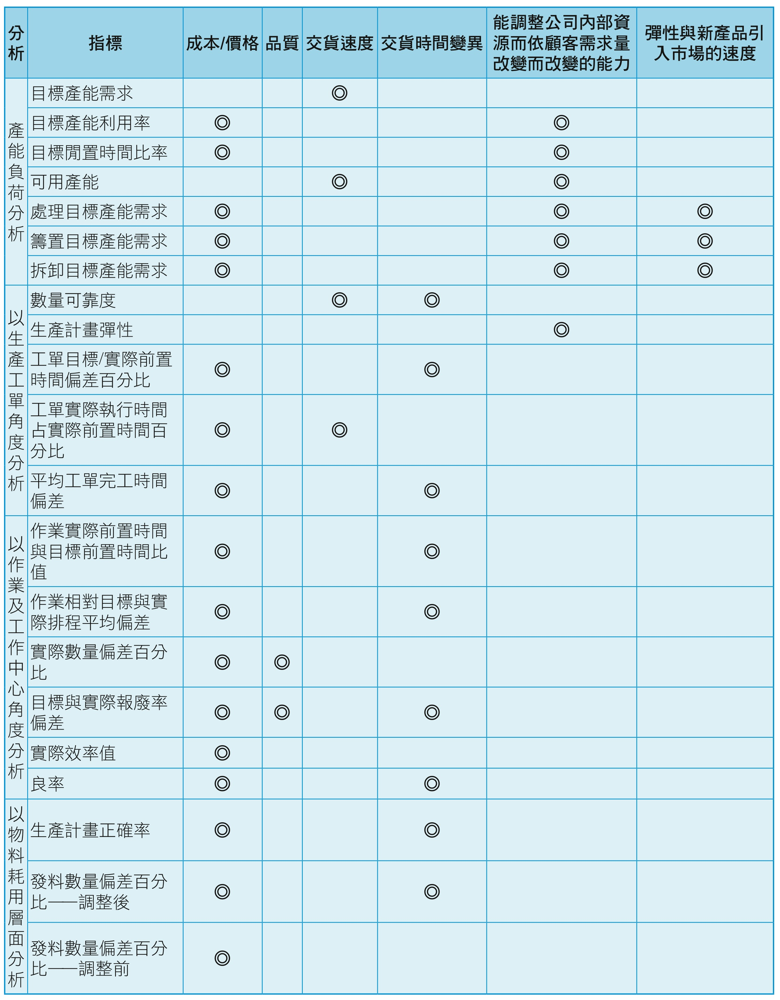 分析
指標
成本/價格
品質
交貨速度
交貨時間變異
能調整公司內部資
源而依顧客需求量
改變而改變的能力
彈性與新產品引
入市場的速度
產能負荷分析
目標產能需求
◎
目標產能利用率
◎
◎
目標閒置時間比率
◎
◎
可用產能
◎
◎
處理目標產能需求
◎
◎
◎
籌置目標產能需求
◎
◎
◎
拆卸目標產能需求
◎
◎
◎
以生產工單角度分析
數量可靠度
◎
◎
生產計畫彈性
◎
工單目標/實際前置
時間偏差百分比
◎
◎
工單實際執行時間
占實際前置時間百
分比
◎
◎
平均工單完工時間
偏差
◎
◎
以作業及工作中心角度分析
作業實際前置時間
與目標前置時間比
值
◎
◎
作業相對目標與實
際排程平均偏差
◎
◎
實際數量偏差百分
比
◎
◎
目標與實際報廢率
偏差
◎
◎
◎
實際效率值
◎
良率
◎
◎
以物料耗用層面分析
生產計畫正確率
◎
◎
發料數量偏差百分
比——調整後
◎
◎
發料數量偏差百分
比——調整前
◎